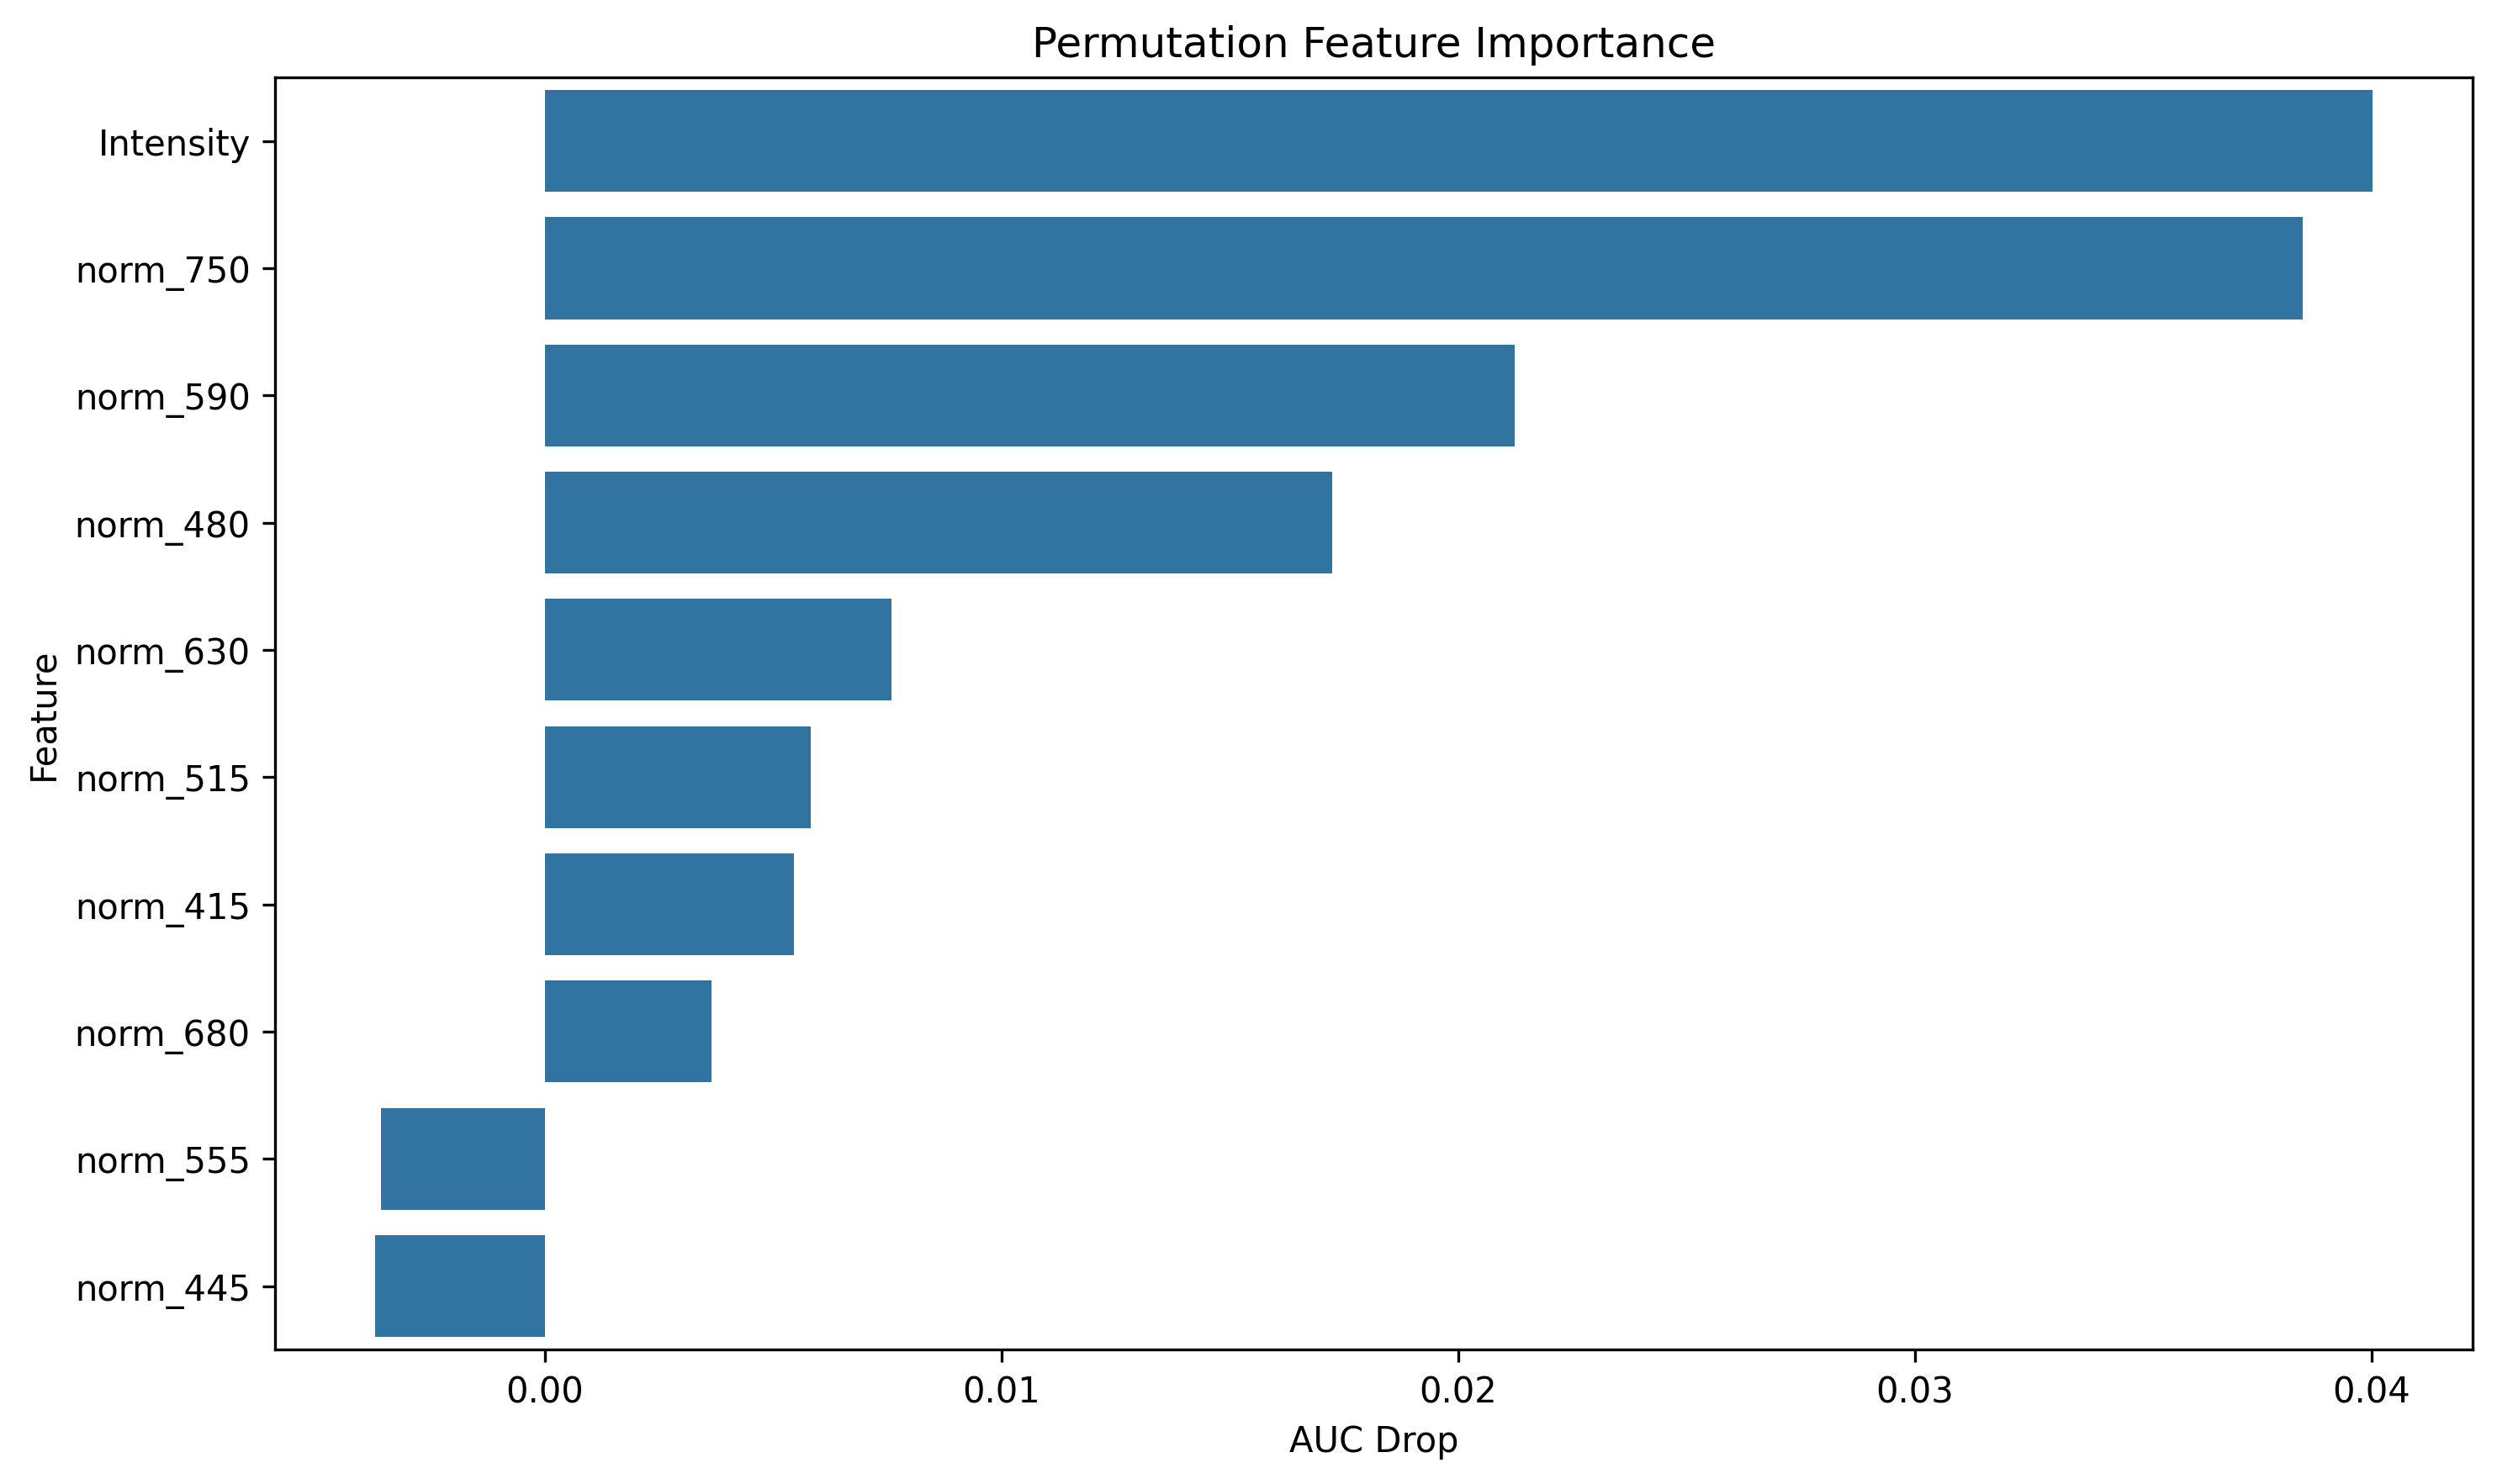 Permutation Feature Importance
Intensity
norm_750
norm_590
norm_480
norm_630
norm_515
norm_415
norm_680
norm_555
norm_445
Feature
0.00 0.01 0.02 0.03 0.04
AUC Drop